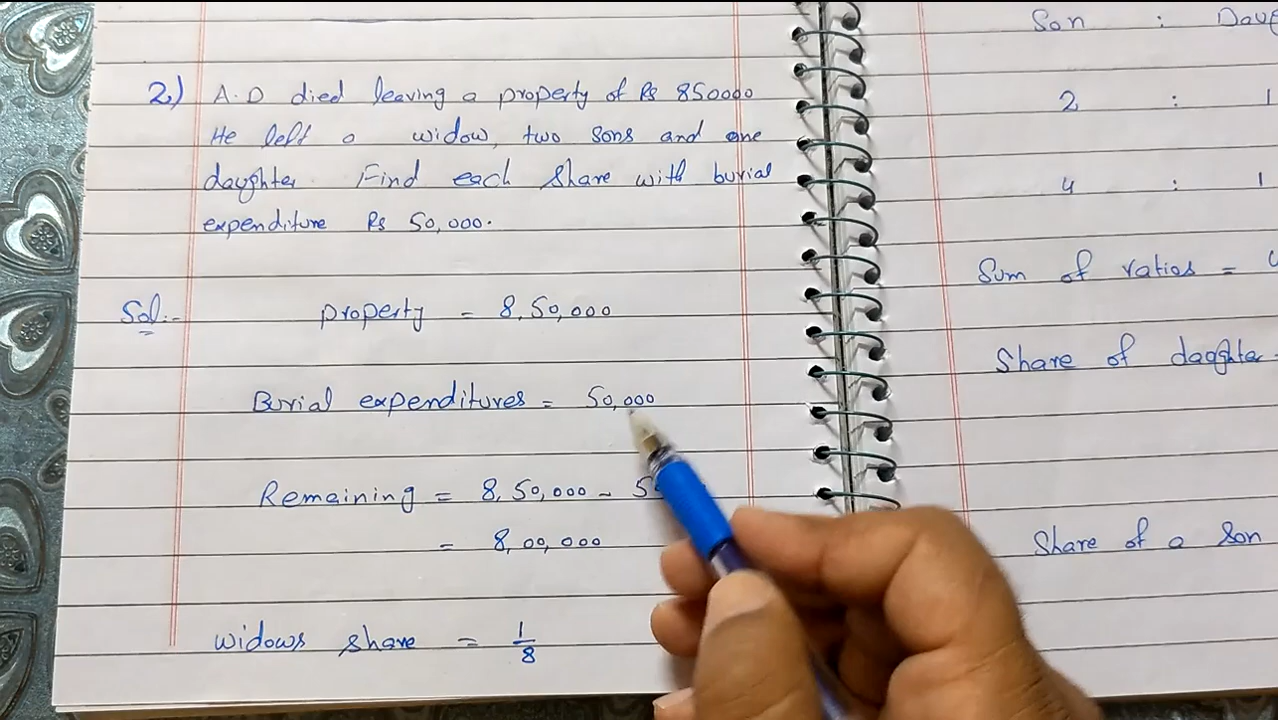 2) A.D died leaving a property of Rs 850000
He left a widow, two sons and one
daughter. Find each share with burial
expenditure Rs 50,000.
Sol:- property = 8,50,000
Burial expenditures = 50,000
Remaining = 8,50,000 - 5
= 8,00,000
widows share = 1/8
Son :
2 : 1
4 : 1
Sum of ratios =
Share of daughter
Share of a son